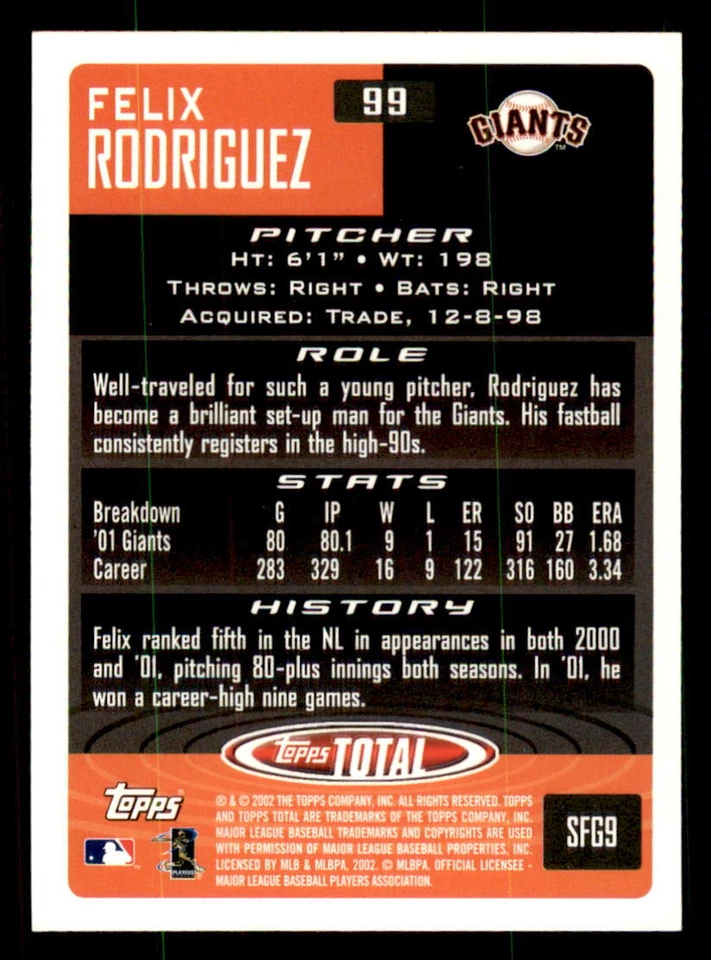 FELIX
RODRIGUEZ
99
GIANTS™
PITCHER
HT: 6'1" • WT: 198
THROWS: RIGHT • BATS: RIGHT
ACQUIRED: TRADE, 12-8-98
ROLE
Well-traveled for such a young pitcher, Rodriguez has
become a brilliant set-up man for the Giants. His fastball
consistently registers in the high-90s.
STATS
Breakdown G IP W L ER SO BB ERA
'01 Giants 80 80.1 9 1 15 91 27 1.68
Career 283 329 16 9 122 316 160 3.34
HISTORY
Felix ranked fifth in the NL in appearances in both 2000
and '01, pitching 80-plus innings both seasons. In '01, he
won a career-high nine games.
Topps TOTAL
Topps
® & © 2002 THE TOPPS COMPANY, INC. ALL RIGHTS RESERVED. TOPPS
AND TOPPS TOTAL ARE TRADEMARKS OF THE TOPPS COMPANY, INC.
MAJOR LEAGUE BASEBALL TRADEMARKS AND COPYRIGHTS ARE USED
WITH PERMISSION OF MAJOR LEAGUE BASEBALL PROPERTIES, INC.
LICENSED BY MLB & MLBPA, 2002. © MLBPA. OFFICIAL LICENSEE -
MAJOR LEAGUE BASEBALL PLAYERS ASSOCIATION.
PLAYERS
SFG9